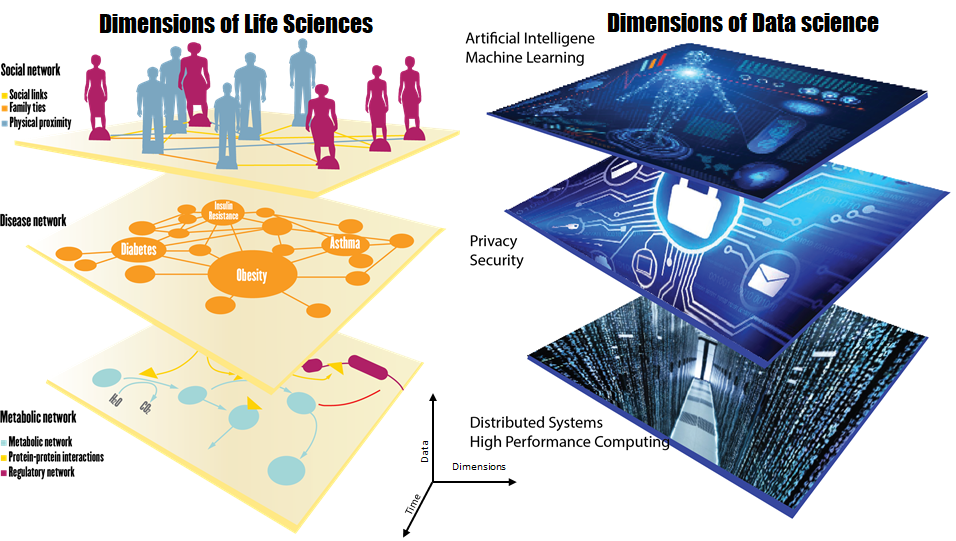 Dimensions of Life Sciences
Social network
Social links
Family ties
Physical proximity
Disease network
Insulin
Resistance
Diabetes
Asthma
Obesity
H₂O
CO₂
Metabolic network
Metabolic network
Protein-protein interactions
Regulatory network
Data
Dimensions
Time
Dimensions of Data science
Artificial Intelligene
Machine Learning
Privacy
Security
Distributed Systems
High Performance Computing